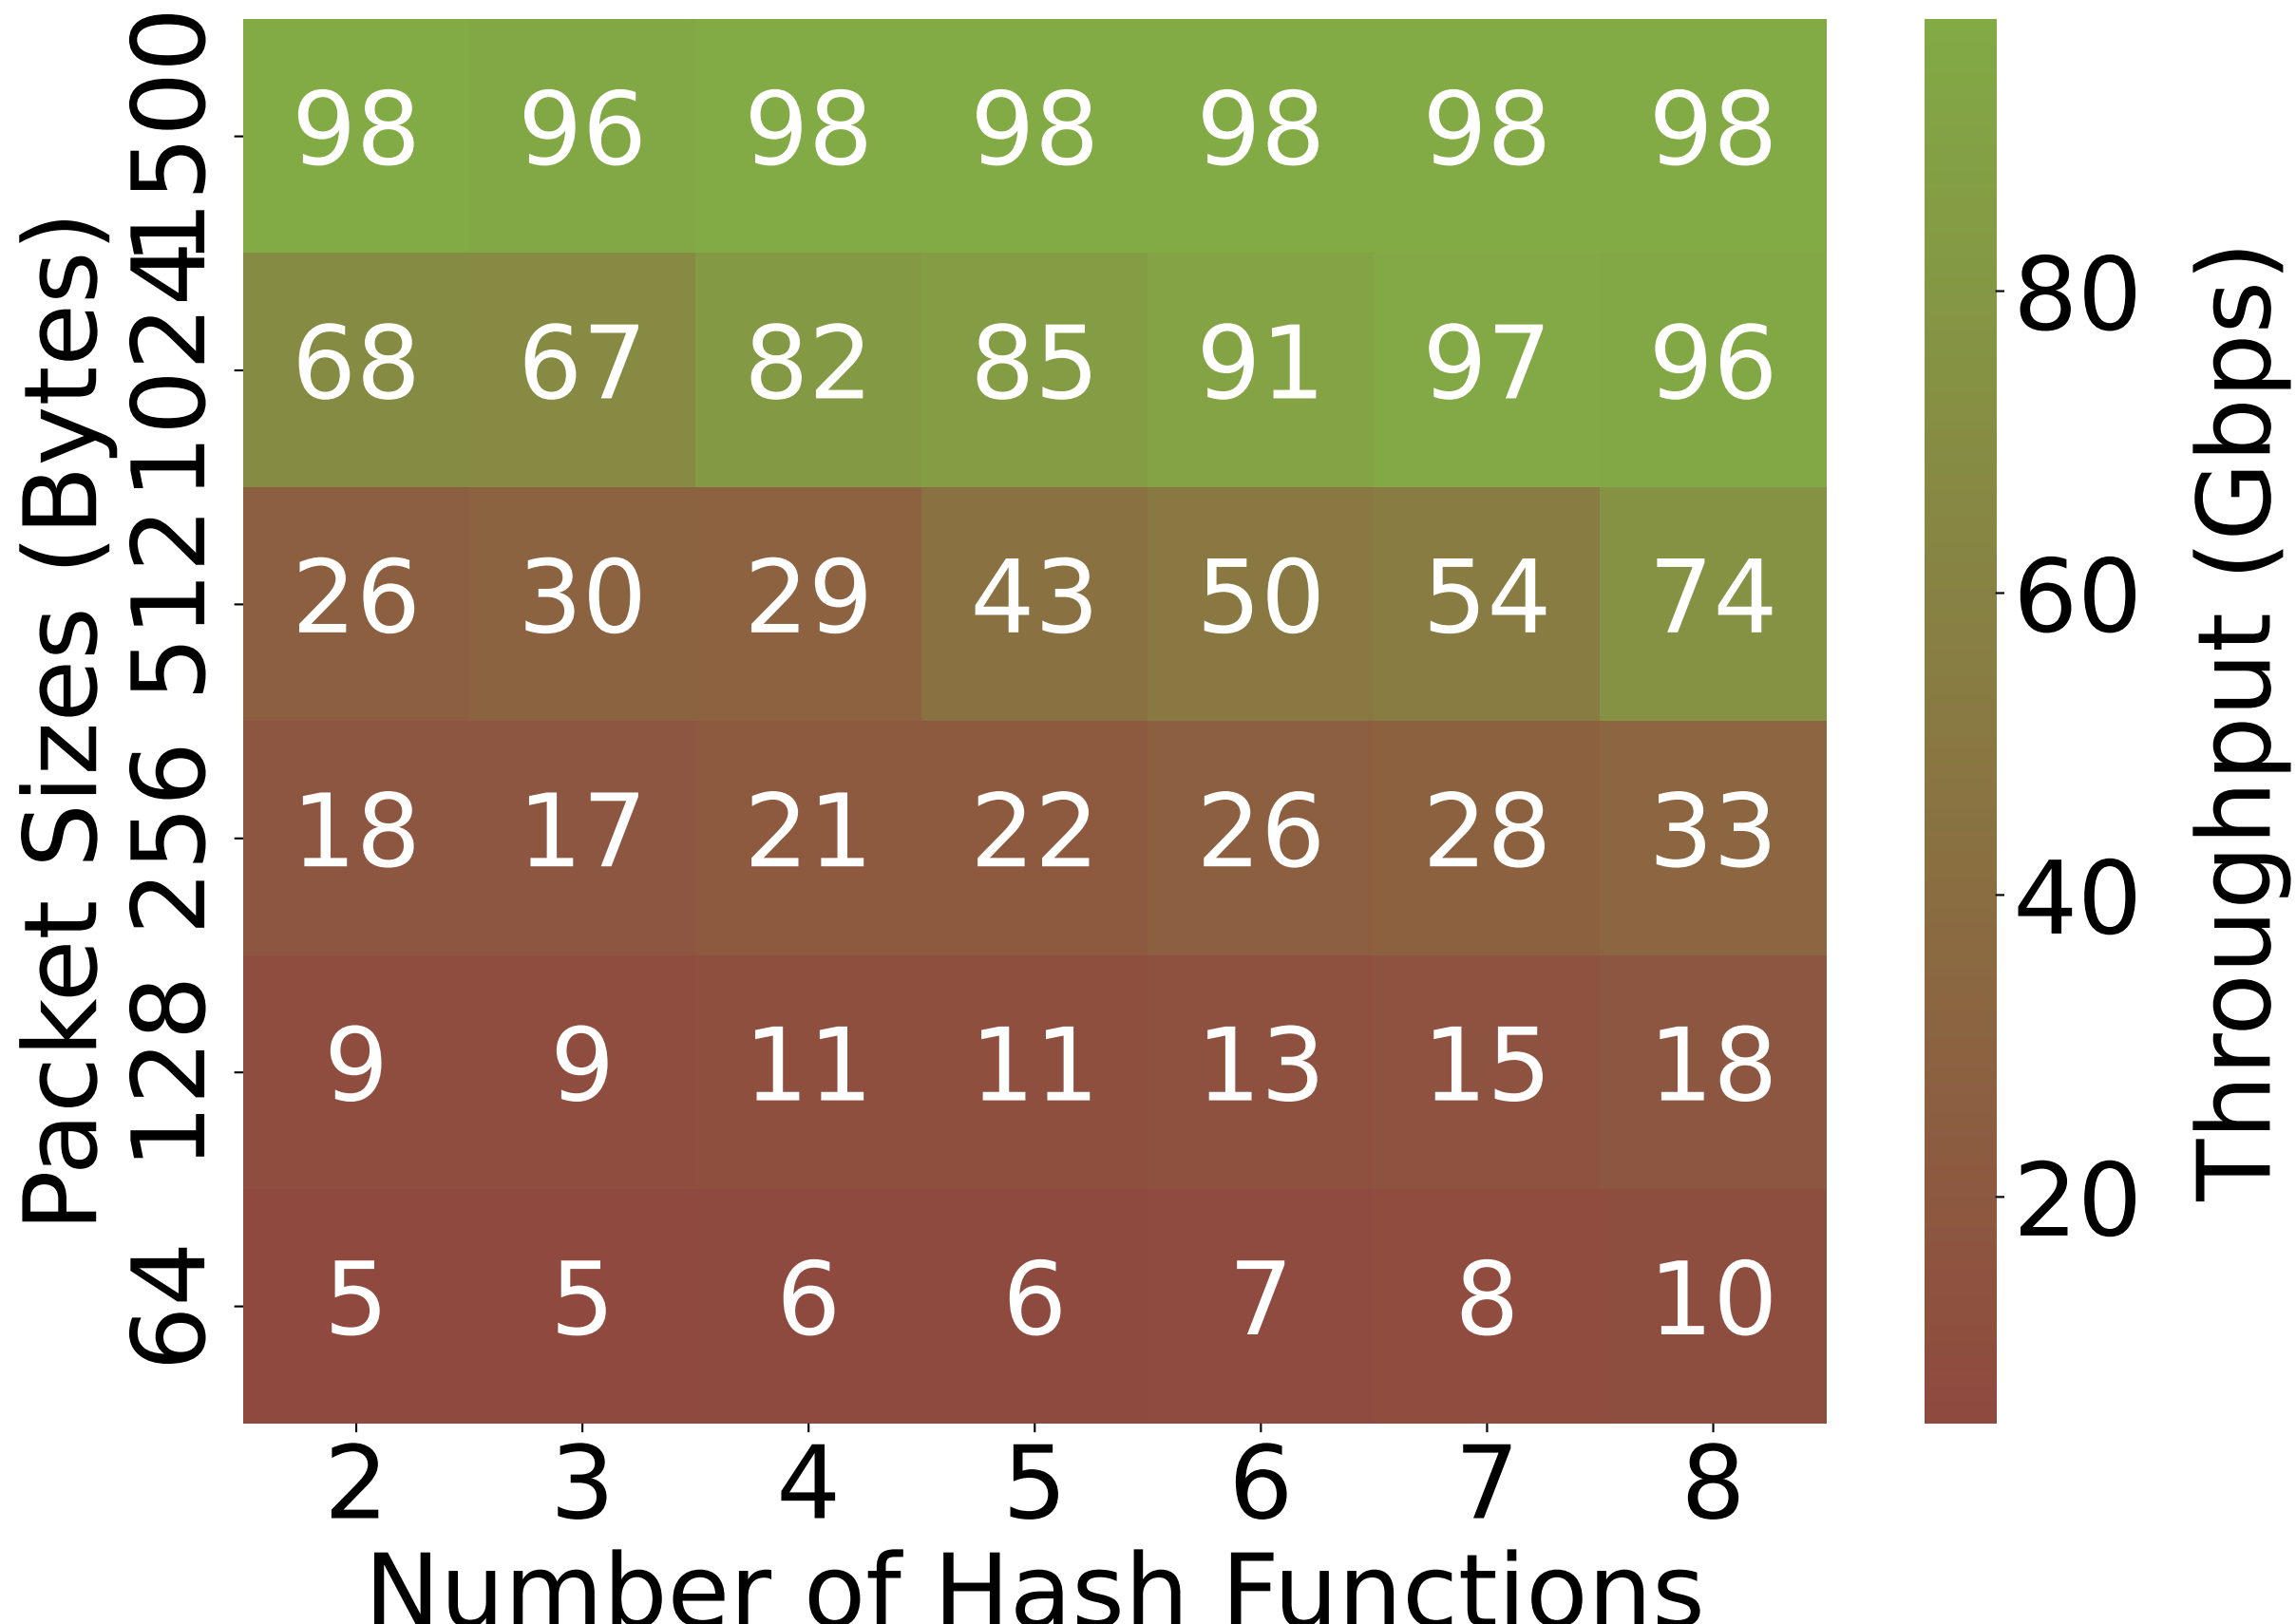 Packet Sizes (Bytes)
1500 98 96 98 98 98 98 98
1024 68 67 82 85 91 97 96
512 26 30 29 43 50 54 74
256 18 17 21 22 26 28 33
128 9 9 11 11 13 15 18
64 5 5 6 6 7 8 10
2 3 4 5 6 7 8
Number of Hash Functions
80
60
40
20
Throughput (Gbps)